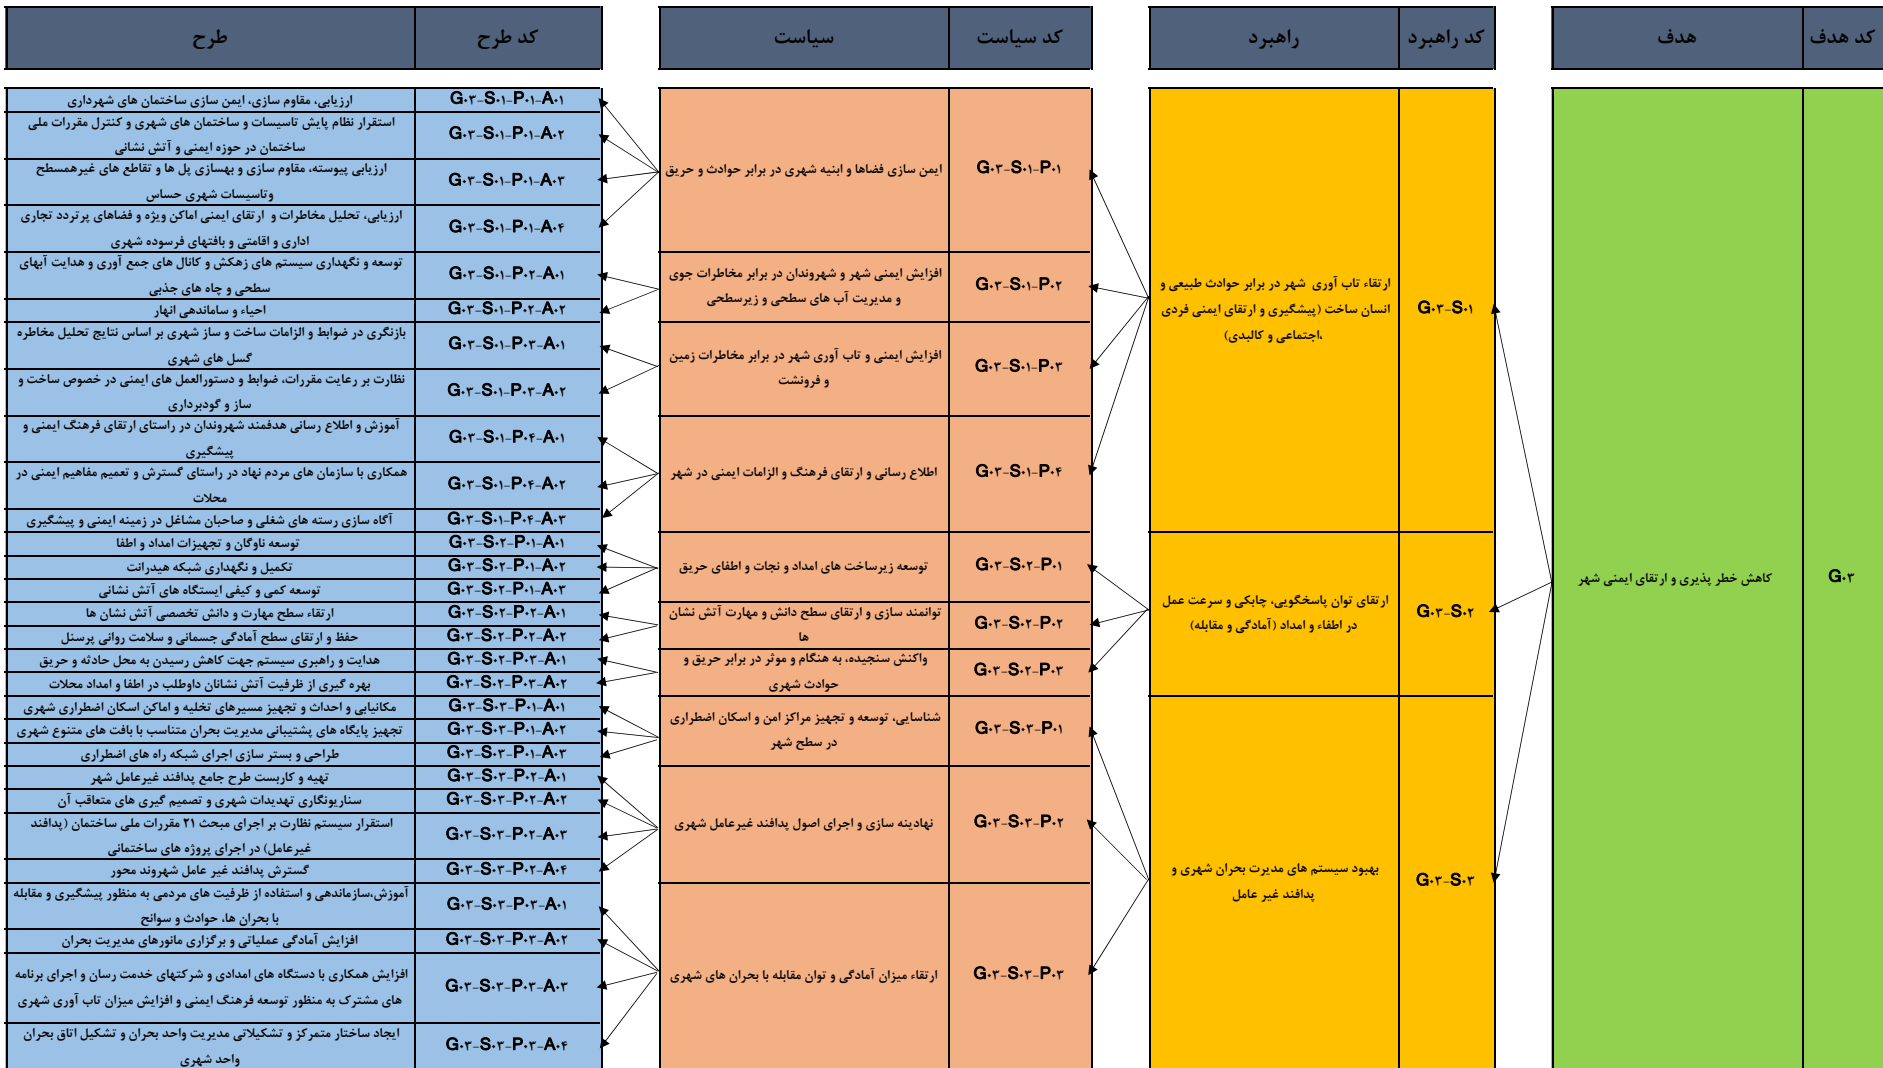 کد هدف
هدف
کد راهبرد
راهبرد
کد سیاست
سیاست
کد طرح
طرح
G۰۳
کاهش خطر پذیری و ارتقای ایمنی شهر
G۰۳-S۰۱
ارتقاء تاب آوری شهر در برابر حوادث طبیعی و
انسان ساخت (پیشگیری و ارتقای ایمنی فردی
،اجتماعی و کالبدی)
G۰۳-S۰۱-P۰۱
ایمن سازی فضاها و ابنیه شهری در برابر حوادث و حریق
G۰۳-S۰۱-P۰۱-A۰۱
ارزیابی، مقاوم سازی، ایمن سازی ساختمان های شهرداری
G۰۳-S۰۱-P۰۱-A۰۲
استقرار نظام پایش تاسیسات و ساختمان های شهری و کنترل مقررات ملی
ساختمان در حوزه ایمنی و آتش نشانی
G۰۳-S۰۱-P۰۱-A۰۳
ارزیابی پیوسته، مقاوم سازی و بهسازی پل ها و تقاطع های غیرهمسطح
وتاسیسات شهری حساس
G۰۳-S۰۱-P۰۱-A۰۴
ارزیابی، تحلیل مخاطرات و ارتقای ایمنی اماکن ویژه و فضاهای پرتردد تجاری
اداری و اقامتی و بافتهای فرسوده شهری
G۰۳-S۰۱-P۰۲
افزایش ایمنی شهر و شهروندان در برابر مخاطرات جوی
و مدیریت آب های سطحی و زیرسطحی
G۰۳-S۰۱-P۰۲-A۰۱
توسعه و نگهداری سیستم های زهکش و کانال های جمع آوری و هدایت آبهای
سطحی و چاه های جذبی
G۰۳-S۰۱-P۰۲-A۰۲
احیاء و ساماندهی انهار
G۰۳-S۰۱-P۰۳
افزایش ایمنی و تاب آوری شهر در برابر مخاطرات زمین
و فرونشت
G۰۳-S۰۱-P۰۳-A۰۱
بازنگری در ضوابط و الزامات ساخت و ساز شهری بر اساس نتایج تحلیل مخاطره
گسل های شهری
G۰۳-S۰۱-P۰۳-A۰۲
نظارت بر رعایت مقررات، ضوابط و دستورالعمل های ایمنی در خصوص ساخت و
ساز و گودبرداری
G۰۳-S۰۱-P۰۴
اطلاع رسانی و ارتقای فرهنگ و الزامات ایمنی در شهر
G۰۳-S۰۱-P۰۴-A۰۱
آموزش و اطلاع رسانی هدفمند شهروندان در راستای ارتقای فرهنگ ایمنی و
پیشگیری
G۰۳-S۰۱-P۰۴-A۰۲
همکاری با سازمان های مردم نهاد در راستای گسترش و تعمیم مفاهیم ایمنی در
محلات
G۰۳-S۰۱-P۰۴-A۰۳
آگاه سازی رسته های شغلی و صاحبان مشاغل در زمینه ایمنی و پیشگیری
G۰۳-S۰۲
ارتقای توان پاسخگویی، چابکی و سرعت عمل
در اطفاء و امداد (آمادگی و مقابله)
G۰۳-S۰۲-P۰۱
توسعه زیرساخت های امداد و نجات و اطفای حریق
G۰۳-S۰۲-P۰۱-A۰۱
توسعه ناوگان و تجهیزات امداد و اطفا
G۰۳-S۰۲-P۰۱-A۰۲
تکمیل و نگهداری شبکه هیدرانت
G۰۳-S۰۲-P۰۱-A۰۳
توسعه کمی و کیفی ایستگاه های آتش نشانی
G۰۳-S۰۲-P۰۲
توانمند سازی و ارتقای سطح دانش و مهارت آتش نشان
ها
G۰۳-S۰۲-P۰۲-A۰۱
ارتقاء سطح مهارت و دانش تخصصی آتش نشان ها
G۰۳-S۰۲-P۰۲-A۰۲
حفظ و ارتقای سطح آمادگی جسمانی و سلامت روانی پرسنل
G۰۳-S۰۲-P۰۳
واکنش سنجیده، به هنگام و موثر در برابر حریق و
حوادث شهری
G۰۳-S۰۲-P۰۳-A۰۱
هدایت و راهبری سیستم جهت کاهش رسیدن به محل حادثه و حریق
G۰۳-S۰۲-P۰۳-A۰۲
بهره گیری از ظرفیت آتش نشانان داوطلب در اطفا و امداد محلات
G۰۳-S۰۳
بهبود سیستم های مدیرت بحران شهری و
پدافند غیر عامل
G۰۳-S۰۳-P۰۱
شناسایی، توسعه و تجهیز مراکز امن و اسکان اضطراری
در سطح شهر
G۰۳-S۰۳-P۰۱-A۰۱
مکانیابی و احداث و تجهیز مسیرهای تخلیه و اماکن اسکان اضطراری شهری
G۰۳-S۰۳-P۰۱-A۰۲
تجهیز پایگاه های پشتیبانی مدیریت بحران متناسب با بافت های متنوع شهری
G۰۳-S۰۳-P۰۱-A۰۳
طراحی و بستر سازی اجرای شبکه راه های اضطراری
G۰۳-S۰۳-P۰۲
نهادینه سازی و اجرای اصول پدافند غیرعامل شهری
G۰۳-S۰۳-P۰۲-A۰۱
تهیه و کاربست طرح جامع پدافند غیرعامل شهر
G۰۳-S۰۳-P۰۲-A۰۲
سناریونگاری تهدیدات شهری و تصمیم گیری های متعاقب آن
G۰۳-S۰۳-P۰۲-A۰۳
استقرار سیستم نظارت بر اجرای مبحث ۲۱ مقررات ملی ساختمان (پدافند
غیرعامل) در اجرای پروژه های ساختمانی
G۰۳-S۰۳-P۰۲-A۰۴
گسترش پدافند غیر عامل شهروند محور
G۰۳-S۰۳-P۰۳
ارتقاء میزان آمادگی و توان مقابله با بحران های شهری
G۰۳-S۰۳-P۰۳-A۰۱
آموزش،سازماندهی و استفاده از ظرفیت های مردمی به منظور پیشگیری و مقابله
با بحران ها، حوادث و سوانح
G۰۳-S۰۳-P۰۳-A۰۲
افزایش آمادگی عملیاتی و برگزاری مانورهای مدیریت بحران
G۰۳-S۰۳-P۰۳-A۰۳
افزایش همکاری با دستگاه های امدادی و شرکتهای خدمت رسان و اجرای برنامه
های مشترک به منظور توسعه فرهنگ ایمنی و افزایش میزان تاب آوری شهری
G۰۳-S۰۳-P۰۳-A۰۴
ایجاد ساختار متمرکز و تشکیلاتی مدیریت واحد بحران و تشکیل اتاق بحران
واحد شهری